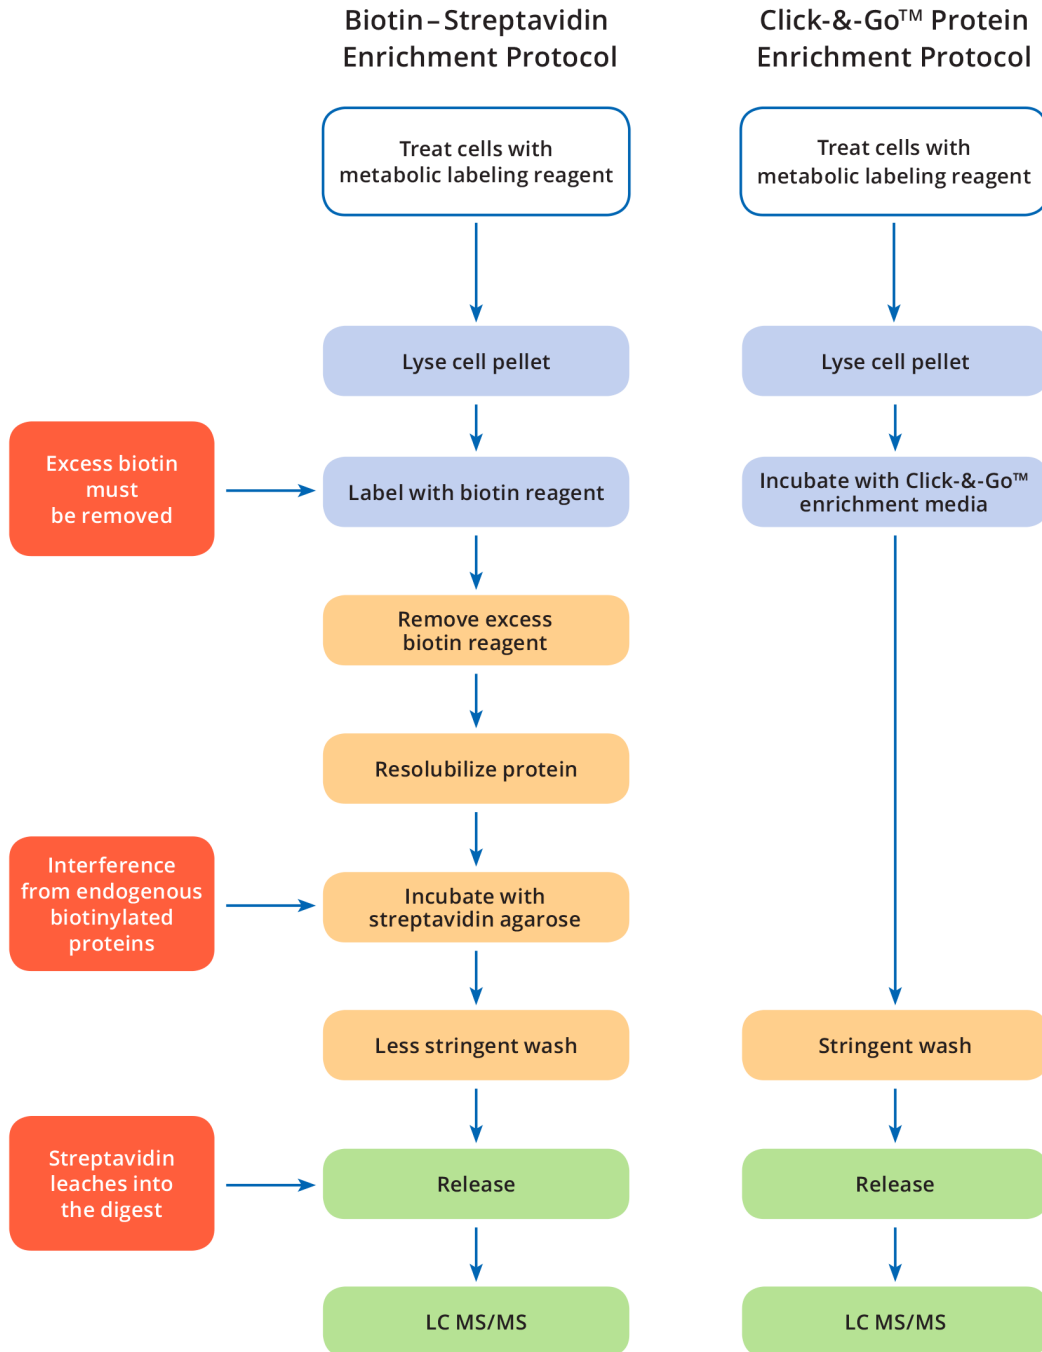 Biotin–Streptavidin
Enrichment Protocol
Treat cells with
metabolic labeling reagent
Lyse cell pellet
Excess biotin
must
be removed
Label with biotin reagent
Remove excess
biotin reagent
Resolubilize protein
Interference
from endogenous
biotinylated
proteins
Incubate with
streptavidin agarose
Less stringent wash
Streptavidin
leaches into
the digest
Release
LC MS/MS
Click-&-Go™ Protein
Enrichment Protocol
Treat cells with
metabolic labeling reagent
Lyse cell pellet
Incubate with Click-&-Go™
enrichment media
Stringent wash
Release
LC MS/MS